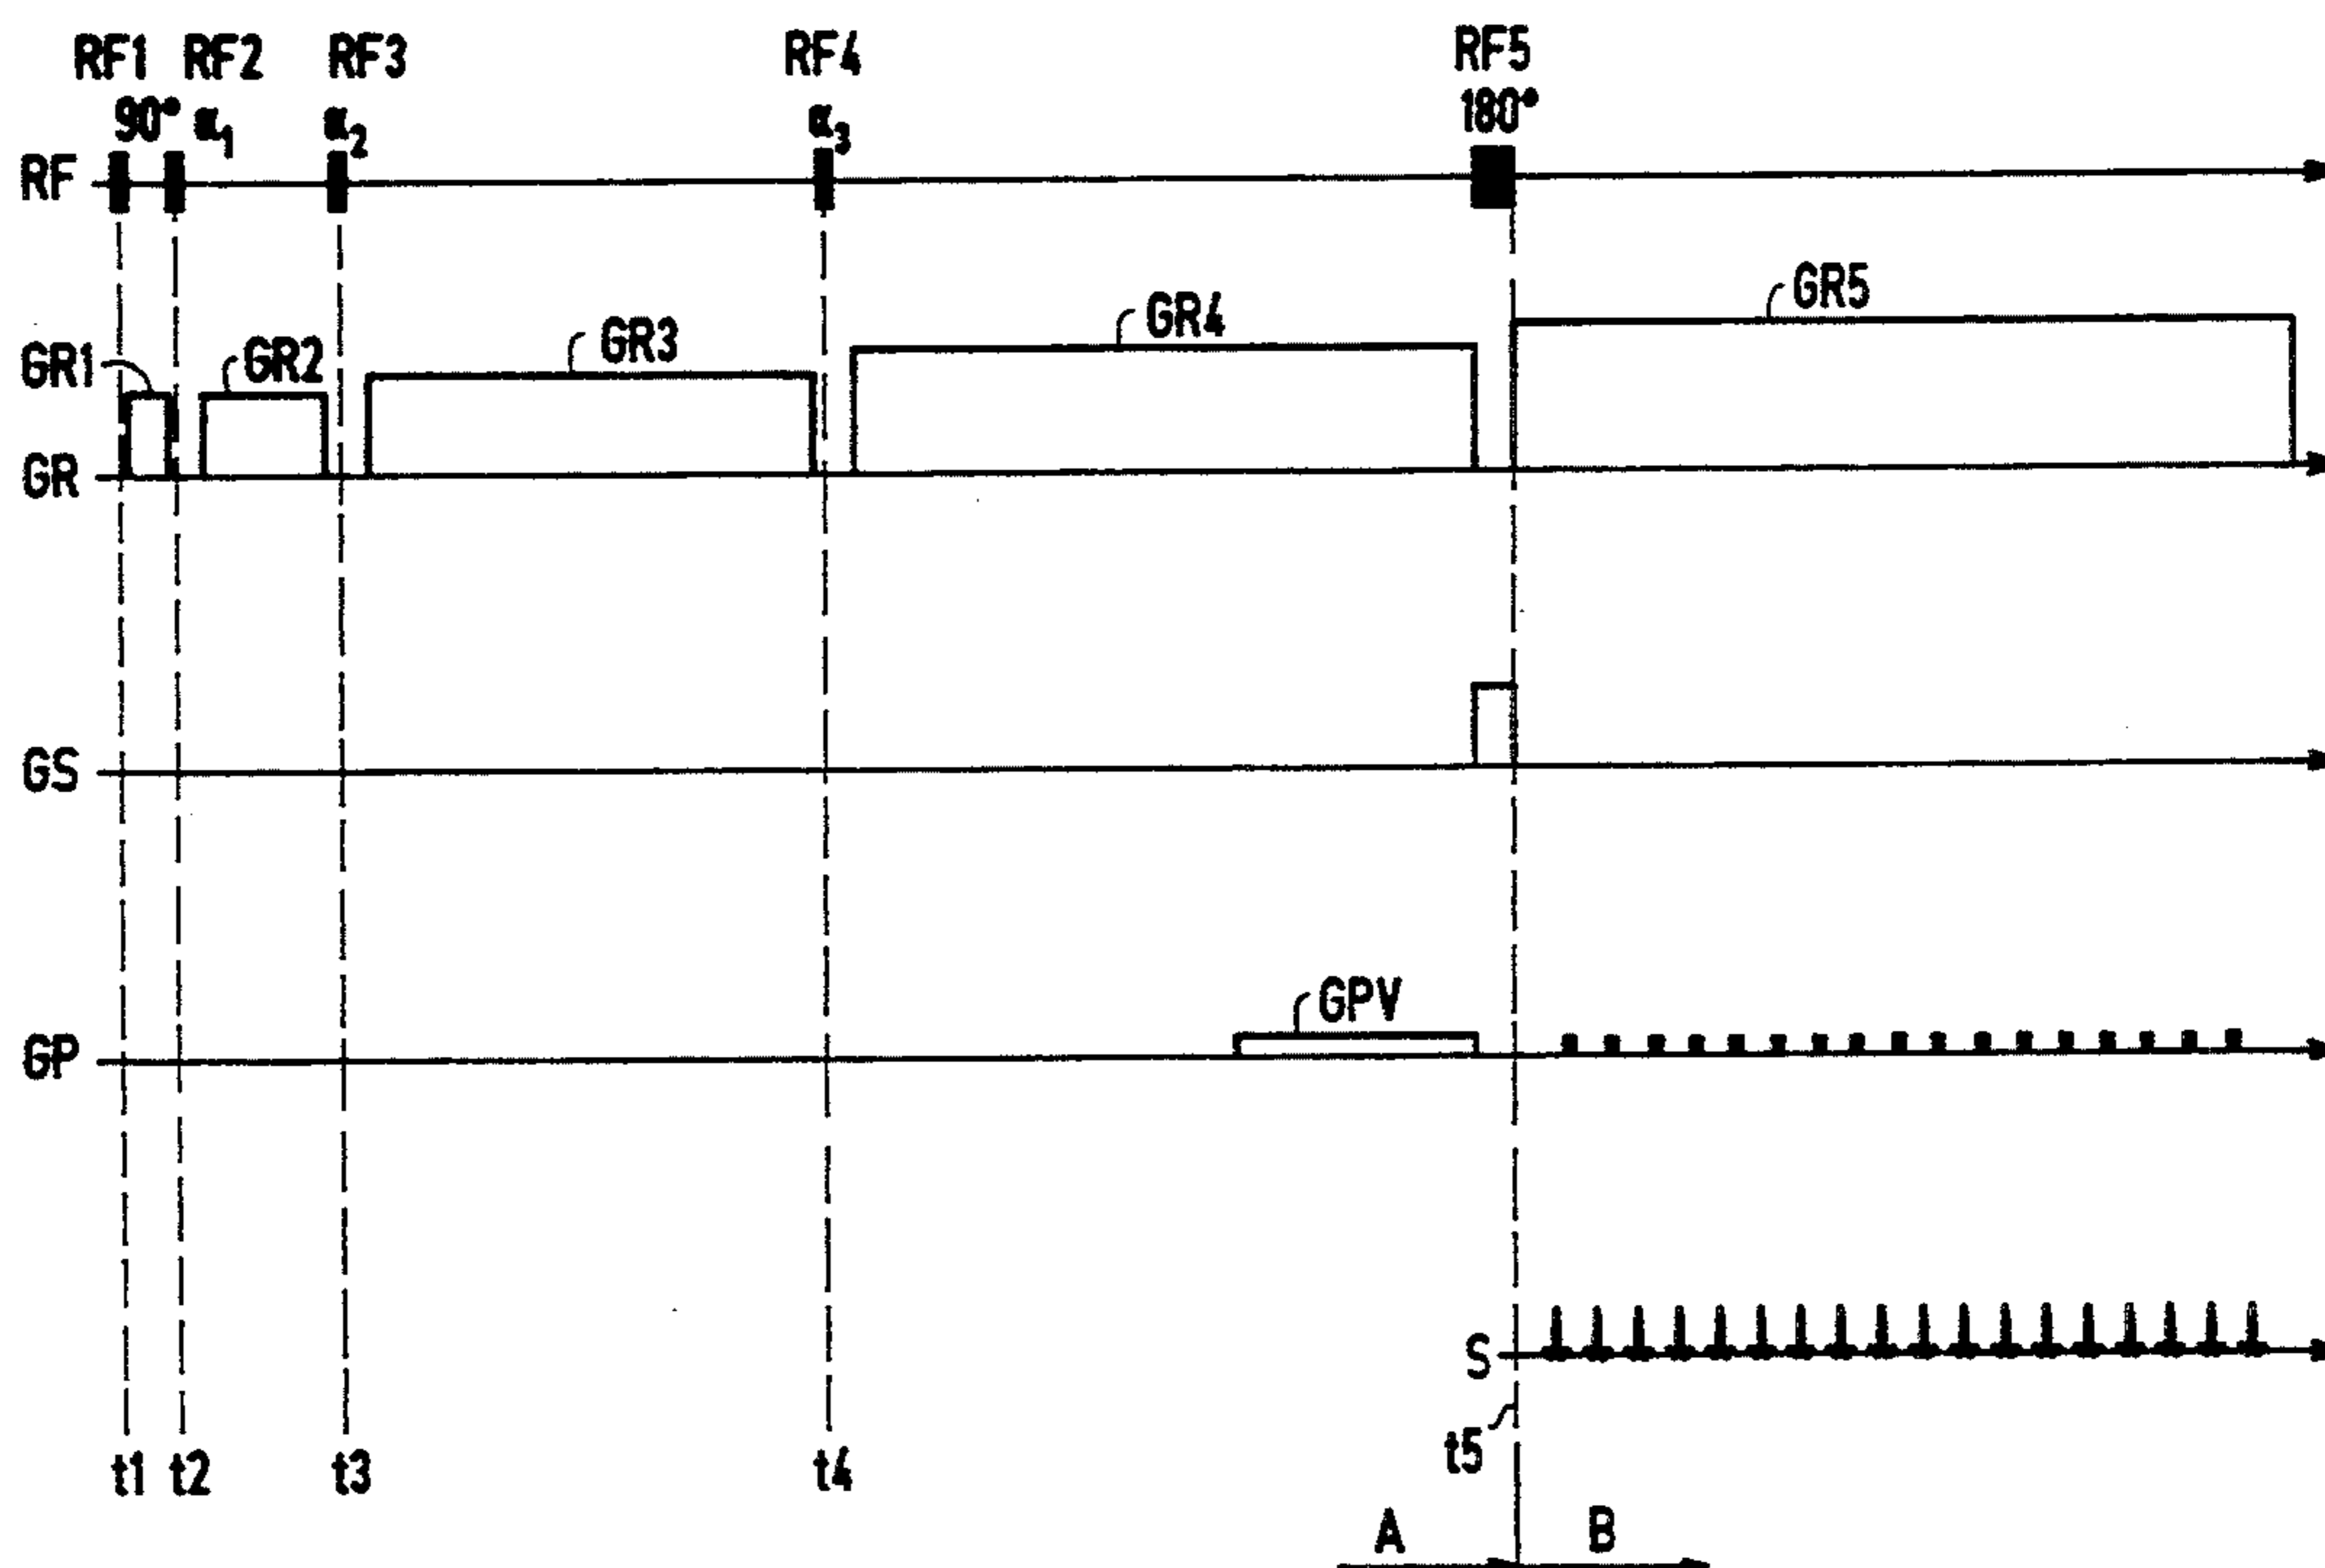 RF1 RF2 RF3 RF4 RF5
90° α1 α2 α3 180°
RF
GR1 GR2 GR3 GR4 GR5
GR
GS
GPV
GP
S
t5
t1 t2 t3 t4
A B